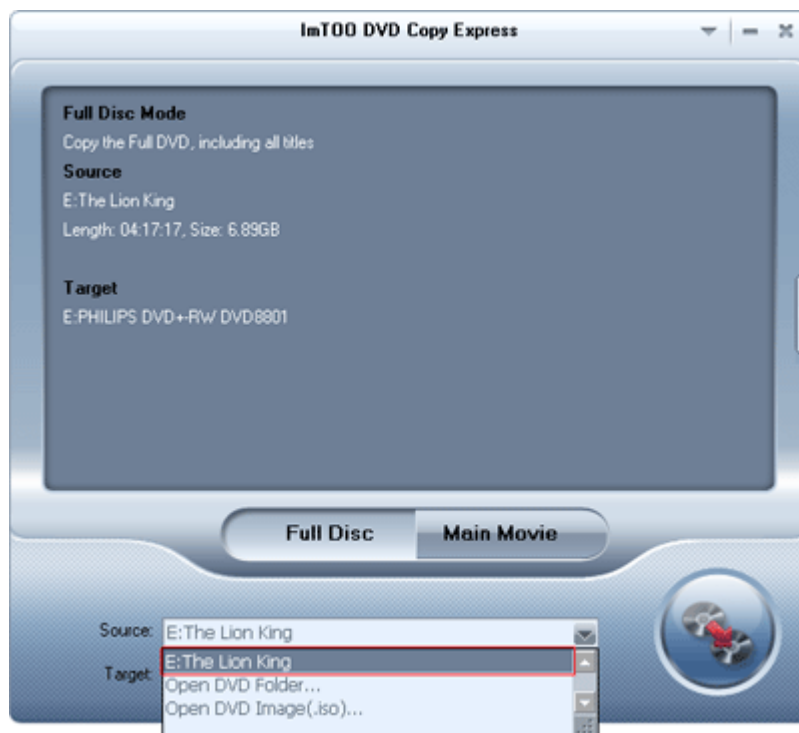 ImTOO DVD Copy Express
Full Disc Mode
Copy the Full DVD, including all titles
Source
E:The Lion King
Length: 04:17:17, Size: 6.89GB
Target
E:PHILIPS DVD+-RW DVD8801
Full Disc Main Movie
Source: E:The Lion King
E:The Lion King
Target:
Open DVD Folder...
Open DVD Image(.iso)...